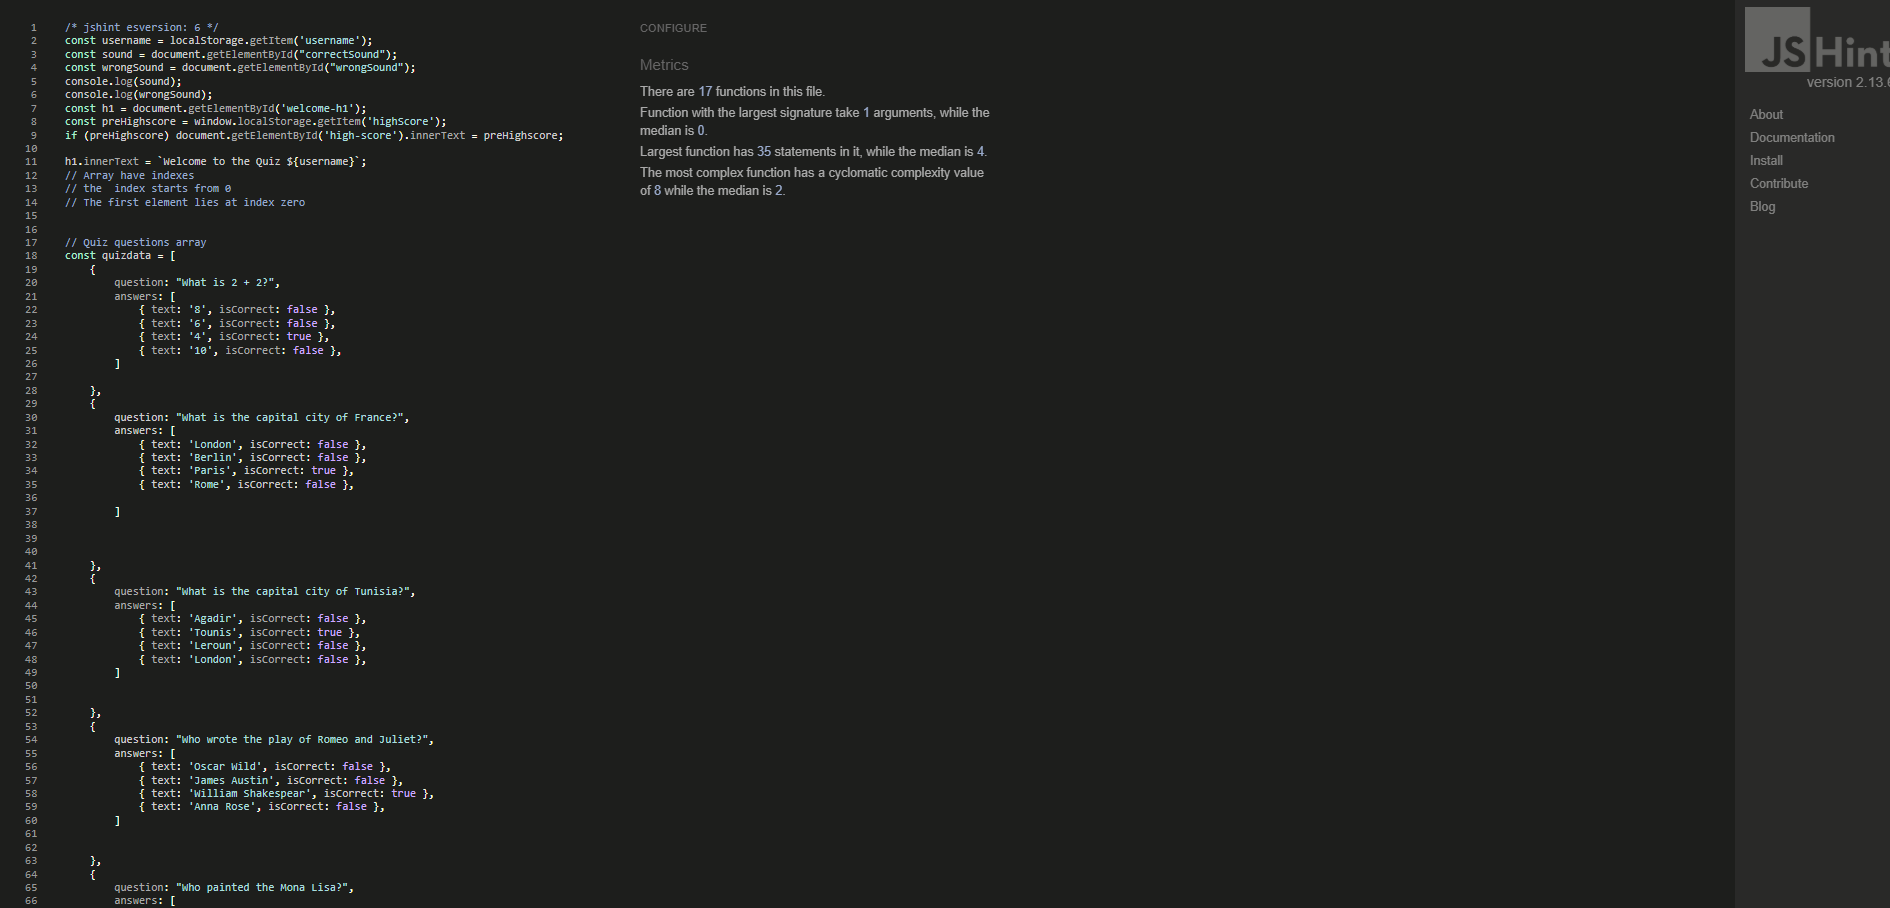 1 /* jshint esversion: 6 */
2 const username = localStorage.getItem('username');
3 const sound = document.getElementById("correctSound");
4 const wrongSound = document.getElementById("wrongSound");
5 console.log(sound);
6 console.log(wrongSound);
7 const h1 = document.getElementById('welcome-h1');
8 const preHighscore = window.localStorage.getItem('highScore');
9 if (preHighscore) document.getElementById('high-score').innerText = preHighscore;
10
11 h1.innerText = `Welcome to the Quiz ${username}`;
12 // Array have indexes
13 // the  index starts from 0
14 // The first element lies at index zero
15
16
17 // Quiz questions array
18 const quizdata = [
19 {
20 question: "What is 2 + 2?",
21 answers: [
22 { text: '8', isCorrect: false },
23 { text: '6', isCorrect: false },
24 { text: '4', isCorrect: true },
25 { text: '10', isCorrect: false },
26 ]
27
28 },
29 {
30 question: "What is the capital city of France?",
31 answers: [
32 { text: 'London', isCorrect: false },
33 { text: 'Berlin', isCorrect: false },
34 { text: 'Paris', isCorrect: true },
35 { text: 'Rome', isCorrect: false },
36
37 ]
38
39
40
41 },
42 {
43 question: "What is the capital city of Tunisia?",
44 answers: [
45 { text: 'Agadir', isCorrect: false },
46 { text: 'Tounis', isCorrect: true },
47 { text: 'Leroun', isCorrect: false },
48 { text: 'London', isCorrect: false },
49 ]
50
51
52 },
53 {
54 question: "Who wrote the play of Romeo and Juliet?",
55 answers: [
56 { text: 'Oscar Wild', isCorrect: false },
57 { text: 'James Austin', isCorrect: false },
58 { text: 'William Shakespear', isCorrect: true },
59 { text: 'Anna Rose', isCorrect: false },
60 ]
61
62
63 },
64 {
65 question: "Who painted the Mona Lisa?",
66 answers: [
CONFIGURE
Metrics
There are 17 functions in this file.
Function with the largest signature take 1 arguments, while the
median is 0.
Largest function has 35 statements in it, while the median is 4.
The most complex function has a cyclomatic complexity value
of 8 while the median is 2.
JSHint
version 2.13.6
About
Documentation
Install
Contribute
Blog